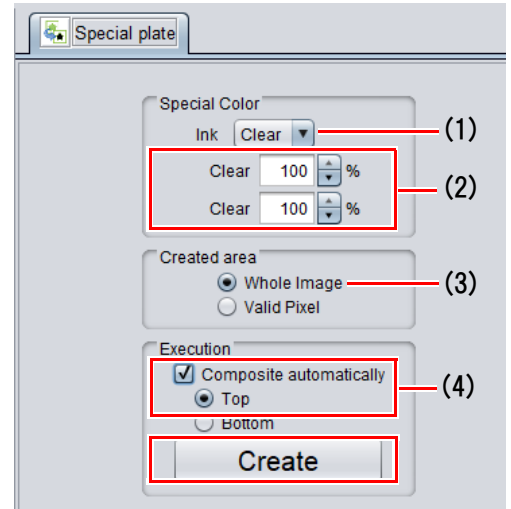 Special plate
Special Color
Ink Clear (1)
Clear 100 %
(2)
Clear 100 %
Created area
Whole Image (3)
Valid Pixel
Execution
Composite automatically
(4)
Top
Bottom
Create